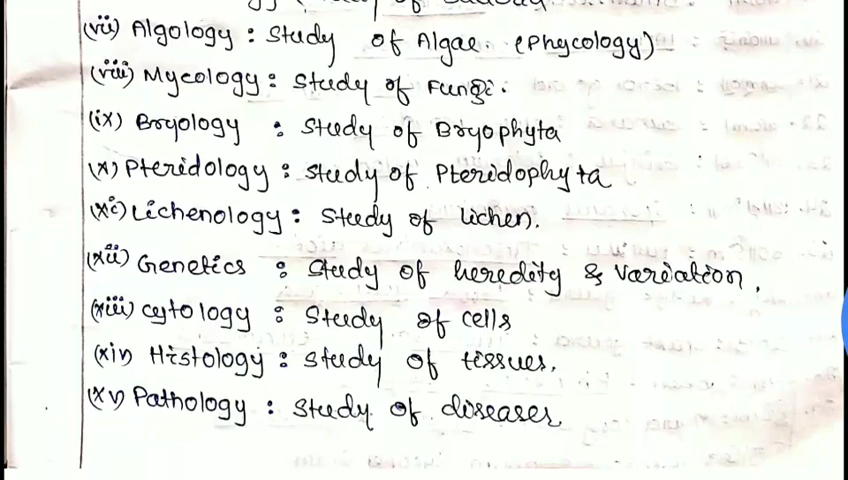 (vii) Algology : Study of Algae. (Phycology)
(viii) Mycology : Study of Fungi.
(ix) Bryology : Study of Bryophyta
(x) Pteridology : Study of Pteridophyta
(xi) Lichenology : Study of lichen.
(xii) Genetics : Study of heredity & variation.
(xiii) cytology : Study of cells
(xiv) Histology : Study of tissues.
(xv) Pathology : Study of diseases